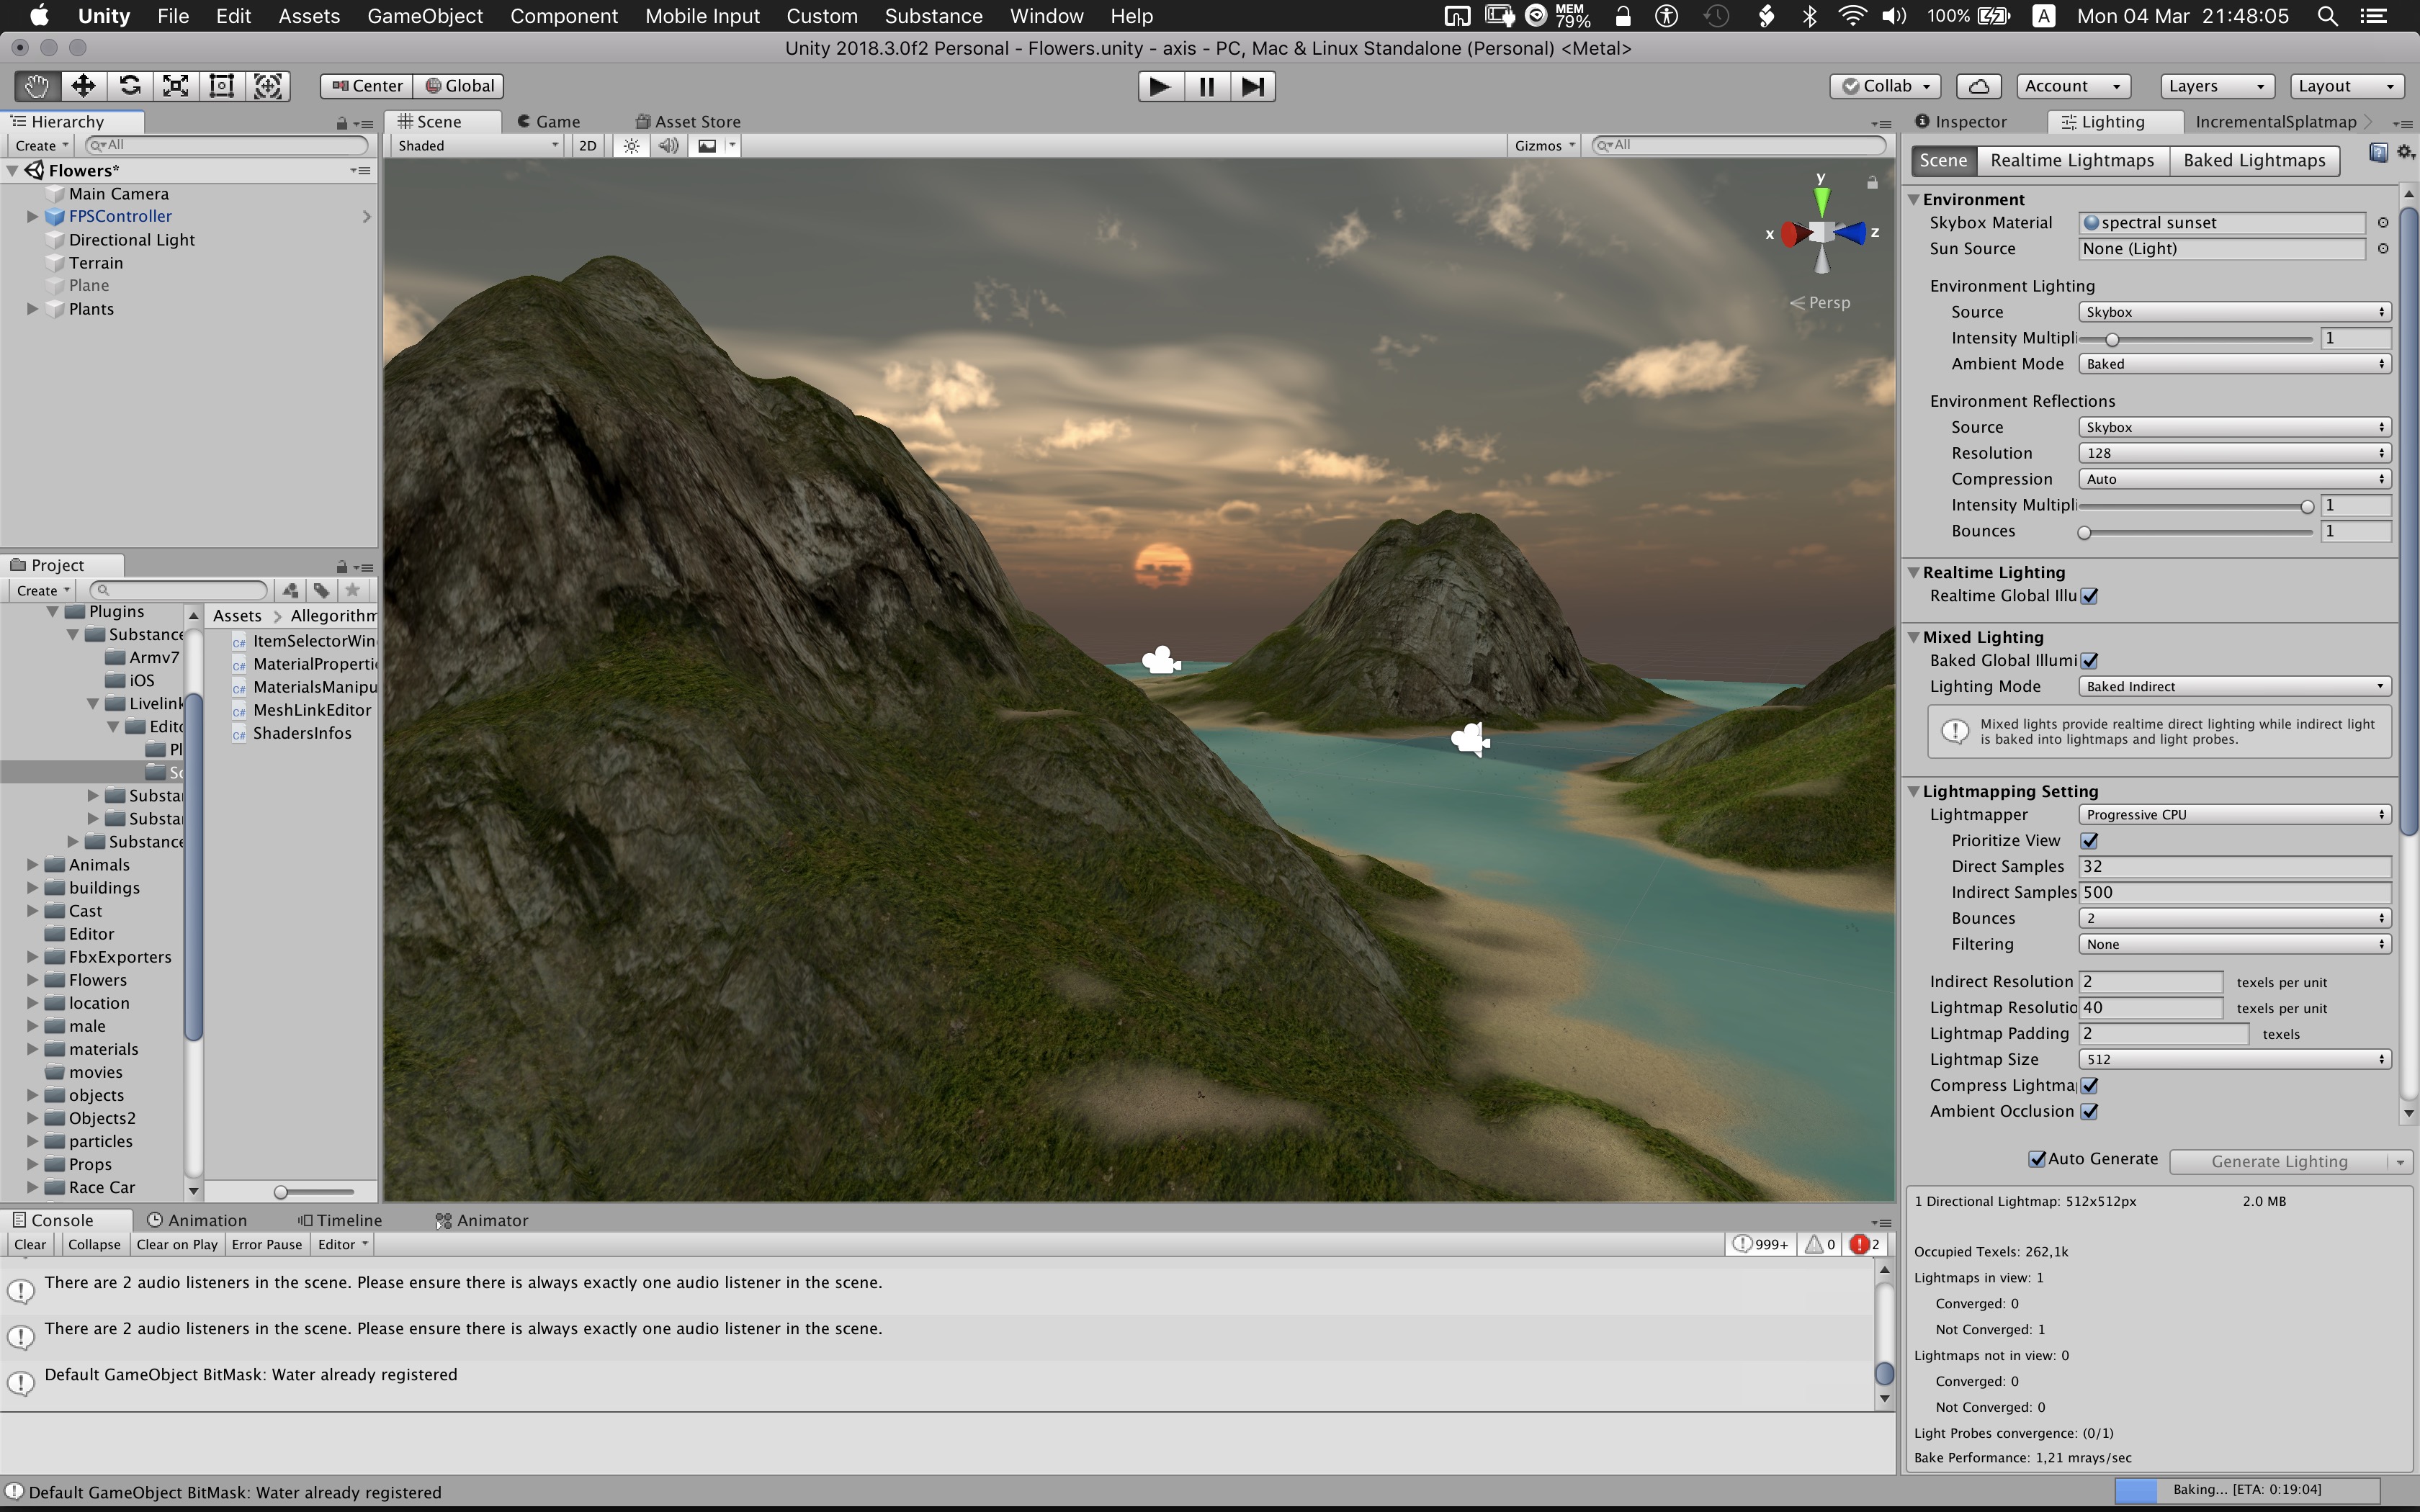 Unity File Edit Assets GameObject Component Mobile Input Custom Substance Window Help MEM 79% 100% A Mon 04 Mar 21:48:05
Unity 2018.3.0f2 Personal - Flowers.unity - axis - PC, Mac & Linux Standalone (Personal) <Metal>
Center Global Collab Account Layers Layout
Hierarchy
Create All
Flowers*
Main Camera
FPSController
Directional Light
Terrain
Plane
Plants
Project
Create
Plugins
Substance
Armv7
iOS
Livelink
Edito
Pl
Sc
Substa
Substa
Substance
Animals
buildings
Cast
Editor
FbxExporters
Flowers
location
male
materials
movies
objects
Objects2
particles
Props
Race Car
Assets > Allegorithm
ItemSelectorWin
MaterialProperti
MaterialsManipu
MeshLinkEditor
ShadersInfos
Scene Game Asset Store
Shaded 2D Gizmos All
y
x z
Persp
Inspector Lighting IncrementalSplatmap
Scene Realtime Lightmaps Baked Lightmaps
Environment
Skybox Material spectral sunset
Sun Source None (Light)
Environment Lighting
Source Skybox
Intensity Multipli 1
Ambient Mode Baked
Environment Reflections
Source Skybox
Resolution 128
Compression Auto
Intensity Multipli 1
Bounces 1
Realtime Lighting
Realtime Global Illu
Mixed Lighting
Baked Global Illumi
Lighting Mode Baked Indirect
Mixed lights provide realtime direct lighting while indirect light
is baked into lightmaps and light probes.
Lightmapping Setting
Lightmapper Progressive CPU
Prioritize View
Direct Samples 32
Indirect Samples 500
Bounces 2
Filtering None
Indirect Resolution 2 texels per unit
Lightmap Resolutio 40 texels per unit
Lightmap Padding 2 texels
Lightmap Size 512
Compress Lightma
Ambient Occlusion
Auto Generate Generate Lighting
1 Directional Lightmap: 512x512px 2.0 MB
Occupied Texels: 262,1k
Lightmaps in view: 1
Converged: 0
Not Converged: 1
Lightmaps not in view: 0
Converged: 0
Not Converged: 0
Light Probes convergence: (0/1)
Bake Performance: 1,21 mrays/sec
Console Animation Timeline Animator
Clear Collapse Clear on Play Error Pause Editor 999+ 0 2
There are 2 audio listeners in the scene. Please ensure there is always exactly one audio listener in the scene.
There are 2 audio listeners in the scene. Please ensure there is always exactly one audio listener in the scene.
Default GameObject BitMask: Water already registered
Default GameObject BitMask: Water already registered
Baking... [ETA: 0:19:04]